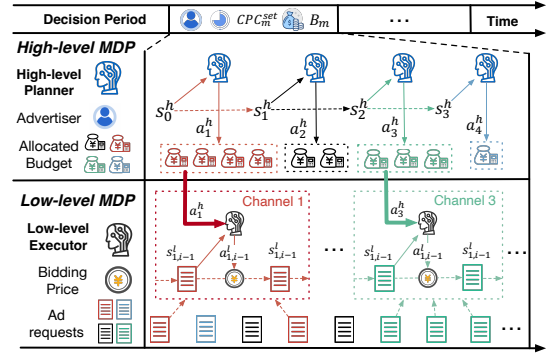 Decision Period
CPC_m^{set}
B_m
...
Time
High-level MDP
High-level
Planner
Advertiser
Allocated
Budget
s_0^h
s_1^h
s_2^h
s_3^h
a_1^h
a_2^h
a_3^h
a_4^h
Low-level MDP
Low-level
Executor
Bidding
Price
Ad
requests
a_1^h
Channel 1
s_{1,i-1}^l
a_{1,i-1}^l
s_{1,i-1}^l
...
a_3^h
Channel 3
s_{1,i-1}^l
a_{1,i-1}^l
s_{1,i-1}^l
...
...